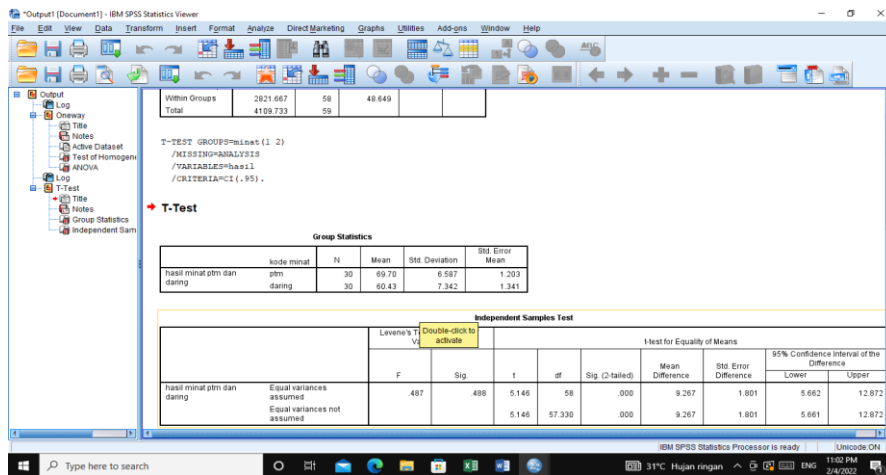 *Output1 [Document1] - IBM SPSS Statistics Viewer
File Edit View Data Transform Insert Format Analyze Direct Marketing Graphs Utilities Add-ons Window Help
Output
Log
Oneway
Title
Notes
Active Dataset
Test of Homogen
ANOVA
Log
T-Test
Title
Notes
Group Statistics
Independent Sam
Within Groups 2821.667 58 48.649
Total 4109.733 59
T-TEST GROUPS=minat(1 2)
/MISSING=ANALYSIS
/VARIABLES=hasil
/CRITERIA=CI(.95).
T-Test
Group Statistics
kode minat N Mean Std. Deviation Std. Error Mean
hasil minat ptm dan daring ptm 30 69.70 6.587 1.203
daring 30 60.43 7.342 1.341
Independent Samples Test
Levene's T
Double-click to activate
t-test for Equality of Means
95% Confidence Interval of the Difference
F Sig. t df Sig. (2-tailed) Mean Difference Std. Error Difference Lower Upper
hasil minat ptm dan daring Equal variances assumed .487 .488 5.146 58 .000 9.267 1.801 5.662 12.872
Equal variances not assumed 5.146 57.330 .000 9.267 1.801 5.661 12.872
IBM SPSS Statistics Processor is ready Unicode:ON
Type here to search
31°C Hujan ringan ENG 11:02 PM
2/4/2022